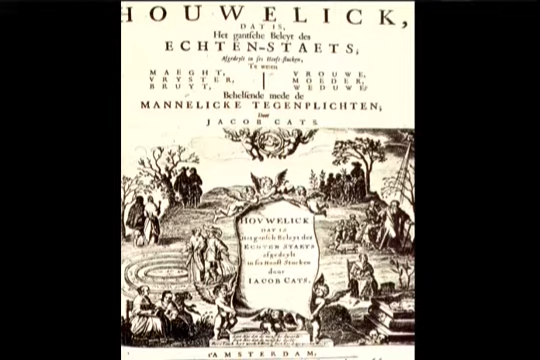 HOUWELICK,
DAT IS,
Het gantsche Beleyt des
ECHTEN-STAETS,
Afgedeylt in ses Hooft-stucken,
Te weten
MAEGHT,
VRYSTER,
BRUYT,
VROUWE,
MOEDER,
WEDUWE,
Behelsende mede de
MANNELICKE TEGENPLICHTEN;
Door
JACOB CATS
HOUWELICK
DAT IS
Het gansch Beleyt des
ECHTEN STAETS
afgedeylt
in ses Hooft Stucken
door
IACOB CATS.
AMSTERDAM,